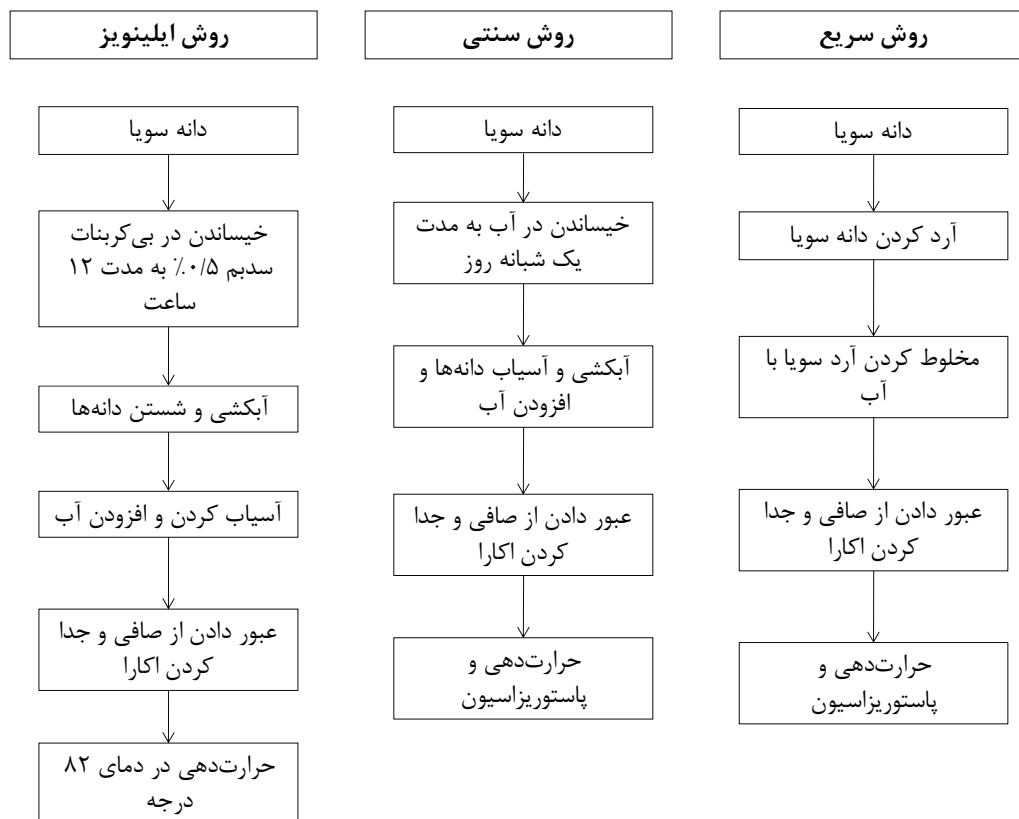 روش سریع
دانه سویا
آرد کردن دانه سویا
مخلوط کردن آرد سویا با
آب
عبور دادن از صافی و جدا
کردن اکارا
حرارت‌دهی و
پاستوریزاسیون
روش سنتی
دانه سویا
خیساندن در آب به مدت
یک شبانه روز
آبکشی و آسیاب دانه‌ها و
افزودن آب
عبور دادن از صافی و جدا
کردن اکارا
حرارت‌دهی و
پاستوریزاسیون
روش ایلینویز
دانه سویا
خیساندن در بی‌کربنات
سدبم ۰/۵٪ به مدت ۱۲
ساعت
آبکشی و شستن دانه‌ها
آسیاب کردن و افزودن آب
عبور دادن از صافی و جدا
کردن اکارا
حرارت‌دهی در دمای ۸۲
درجه